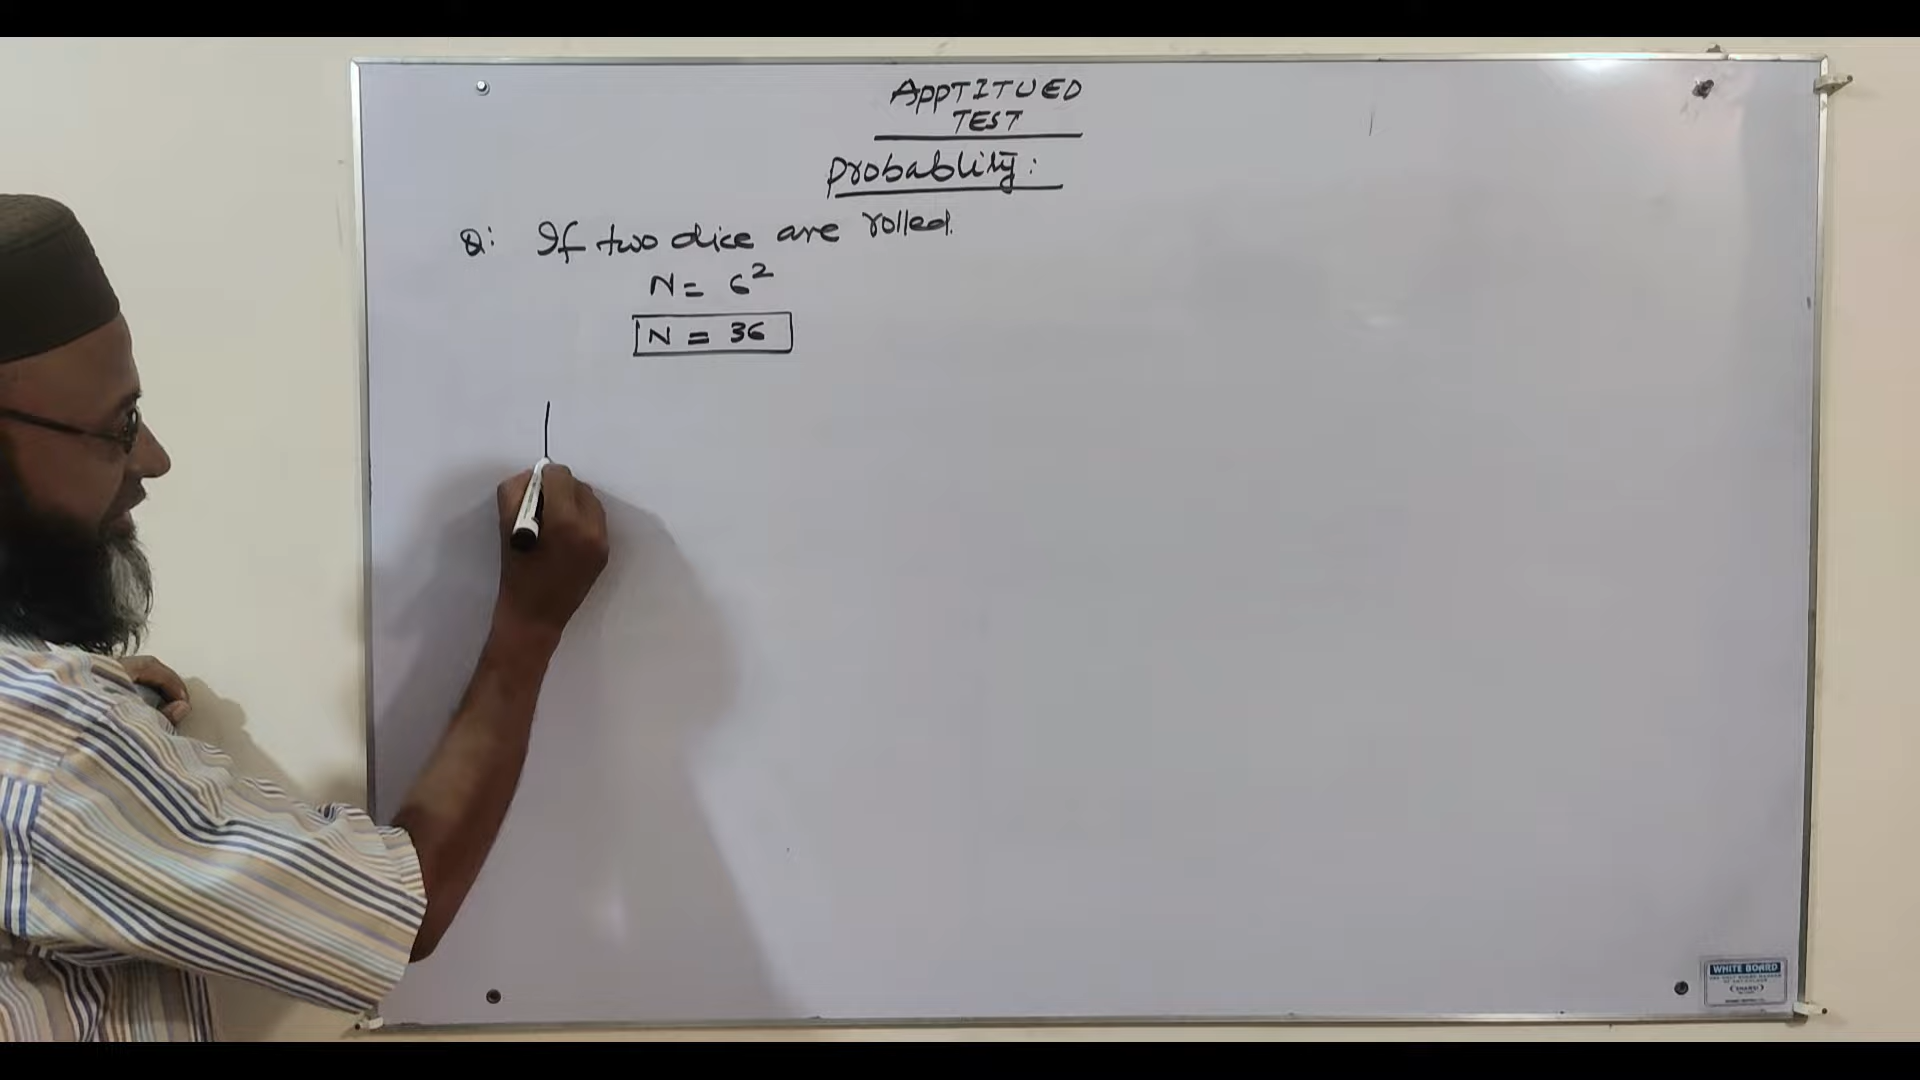 APPTITUED
TEST
Probablity:
Q: If two dice are rolled.
N = 6²
N = 36
WHITE BOARD